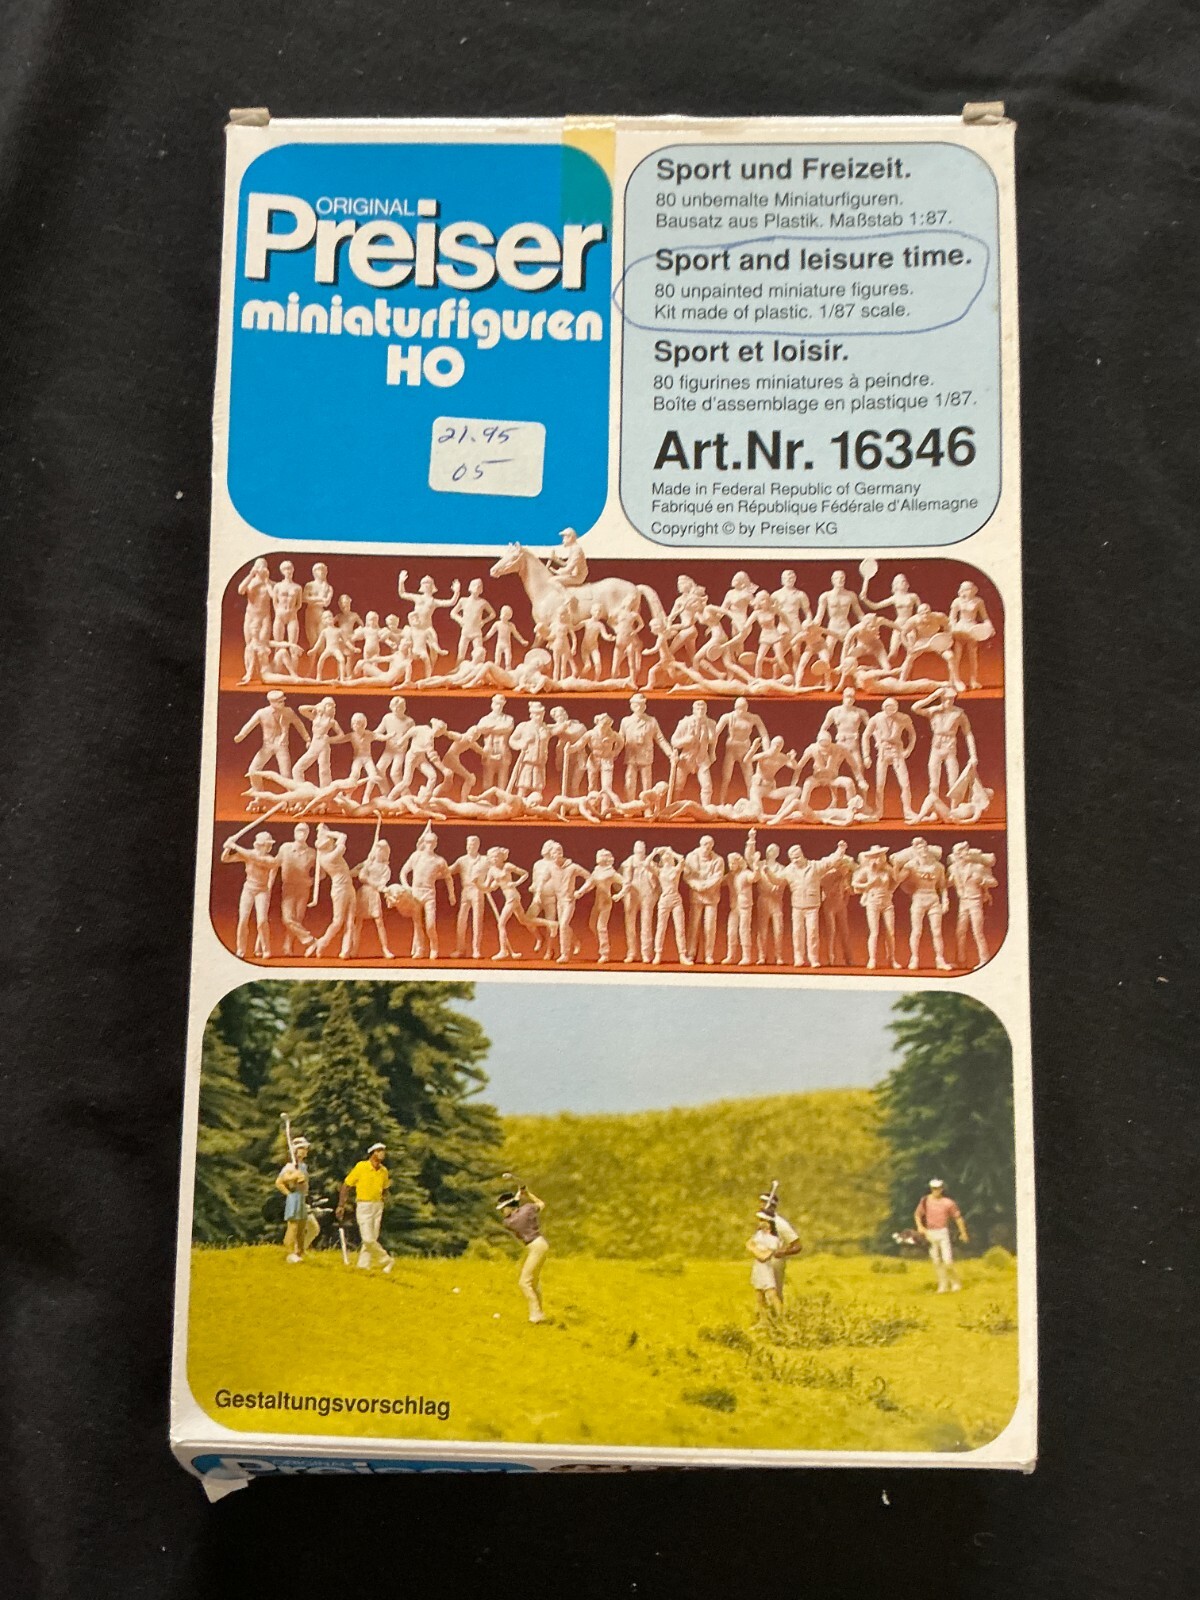 ORIGINAL
Preiser
miniaturfiguren
HO
21.95
05
Sport und Freizeit.
80 unbemalte Miniaturfiguren.
Bausatz aus Plastik. Maßstab 1:87.
Sport and leisure time.
80 unpainted miniature figures.
Kit made of plastic. 1/87 scale.
Sport et loisir.
80 figurines miniatures à peindre.
Boîte d'assemblage en plastique 1/87.
Art.Nr. 16346
Made in Federal Republic of Germany
Fabriqué en République Fédérale d'Allemagne
Copyright © by Preiser KG
Gestaltungsvorschlag
ORIGINAL
Preiser